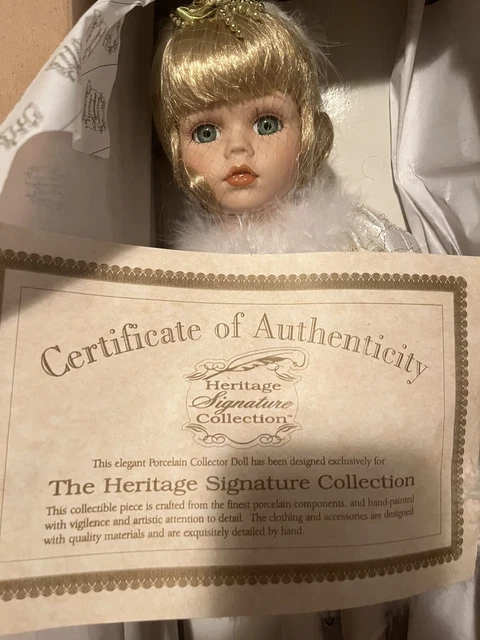 Certificate of Authenticity
Heritage
Signature
Collection™
This elegant Porcelain Collector Doll has been designed exclusively for
The Heritage Signature Collection
This collectible piece is crafted from the finest porcelain components, and hand-painted
with vigilence and artistic attention to detail. The clothing and accessories are designed
with quality materials and are exquisitely detailed by hand.